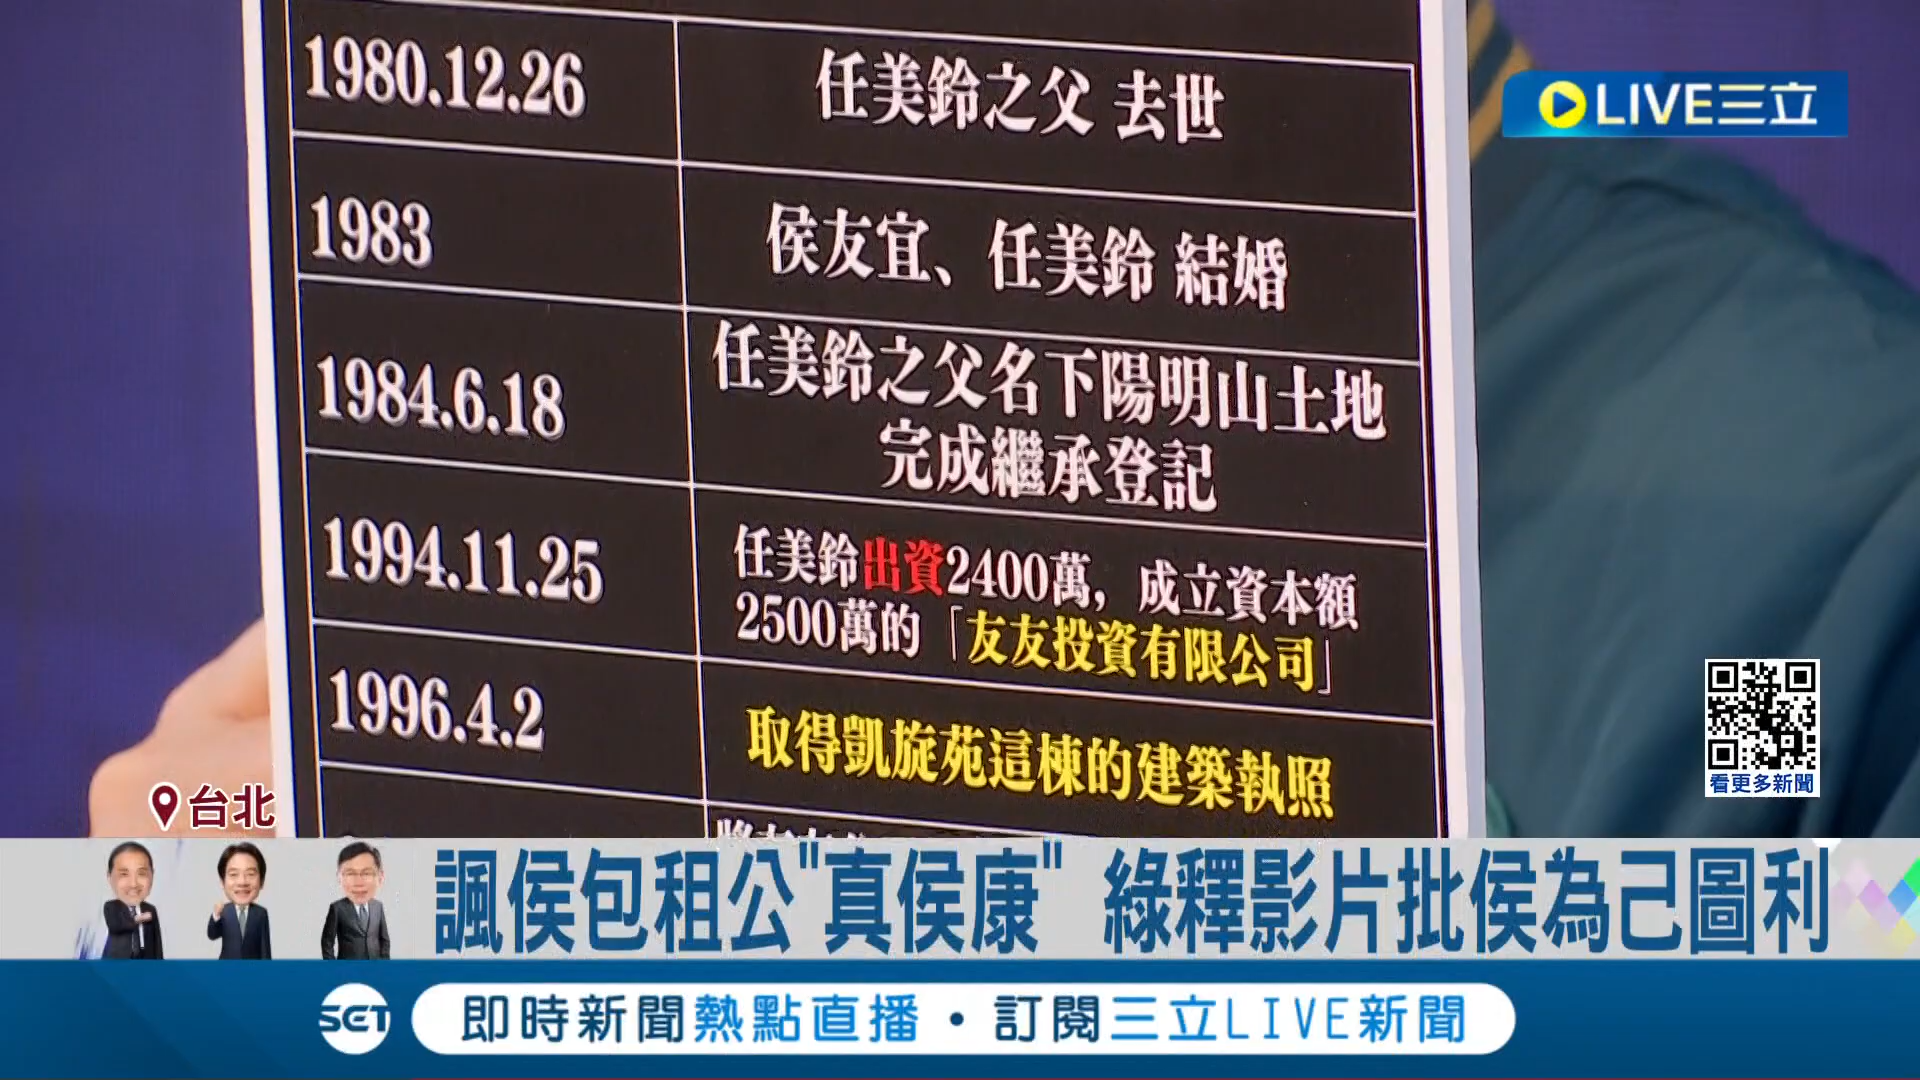 1980.12.26
任美鈴之父 去世
LIVE三立
1983
侯友宜、任美鈴 結婚
1984.6.18
任美鈴之父名下陽明山土地
完成繼承登記
1994.11.25
任美鈴出資2400萬，成立資本額
2500萬的「友友投資有限公司」
1996.4.2
取得凱旋苑這棟的建築執照
看更多新聞
台北
諷侯包租公"真侯康" 綠釋影片批侯為己圖利
SET
即時新聞熱點直播・訂閱三立LIVE新聞